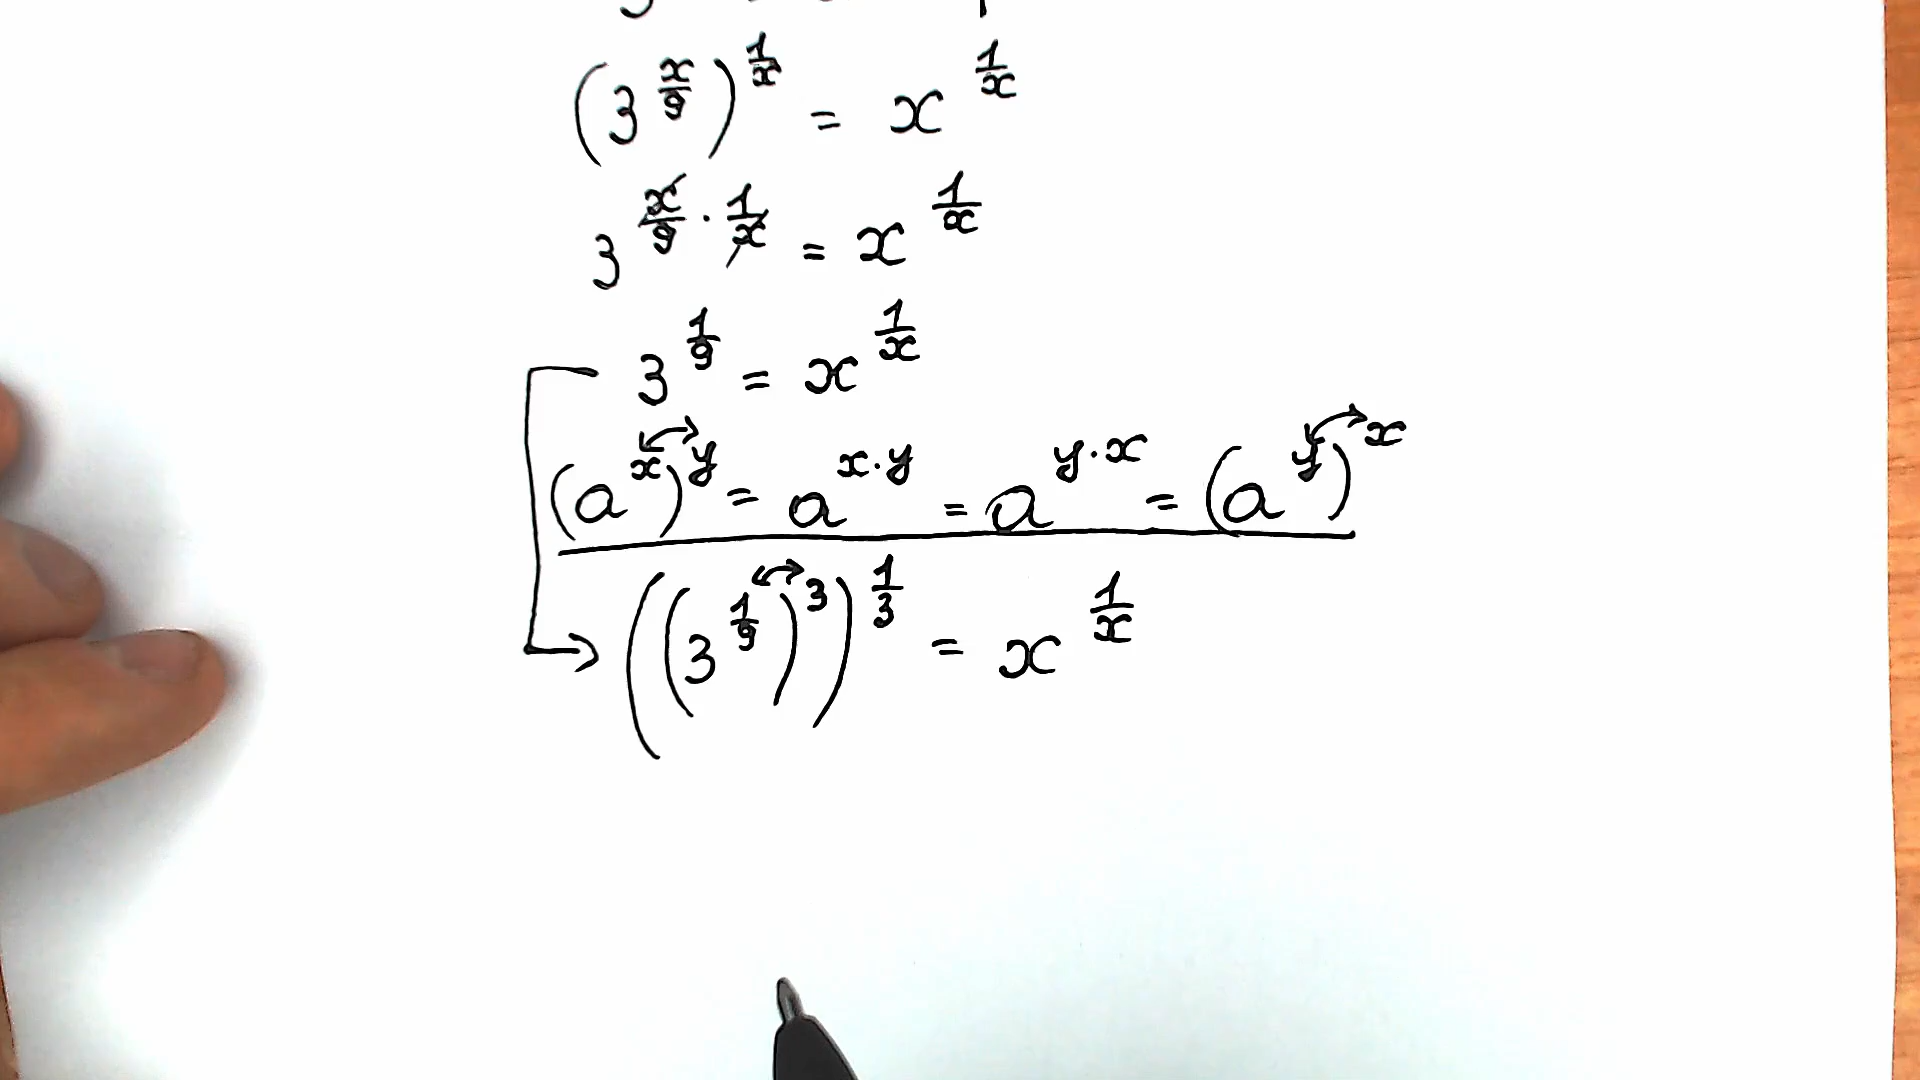 (3^(x/9))^(1/x) = x^(1/x)
3^(x/9 · 1/x) = x^(1/x)
3^(1/9) = x^(1/x)
(a^x)^y = a^(x·y) = a^(y·x) = (a^y)^x
((3^(1/9))^3)^(1/3) = x^(1/x)